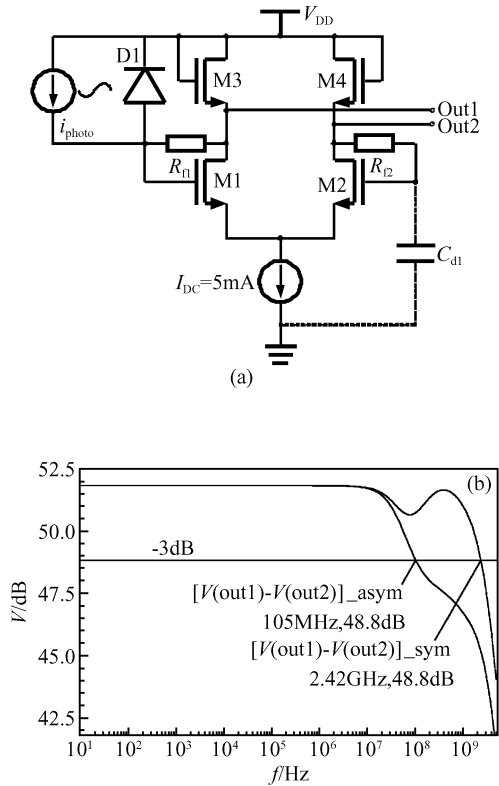 V_DD
D1
M3
M4
Out1
Out2
i_photo
R_f1
M1
M2
R_f2
C_d1
I_DC=5mA
(a)
52.5
(b)
50.0
-3dB
V/dB
47.5
[V(out1)-V(out2)]_asym
105MHz,48.8dB
[V(out1)-V(out2)]_sym
45.0
2.42GHz,48.8dB
42.5
10^1 10^2 10^3 10^4 10^5 10^6 10^7 10^8 10^9
f/Hz